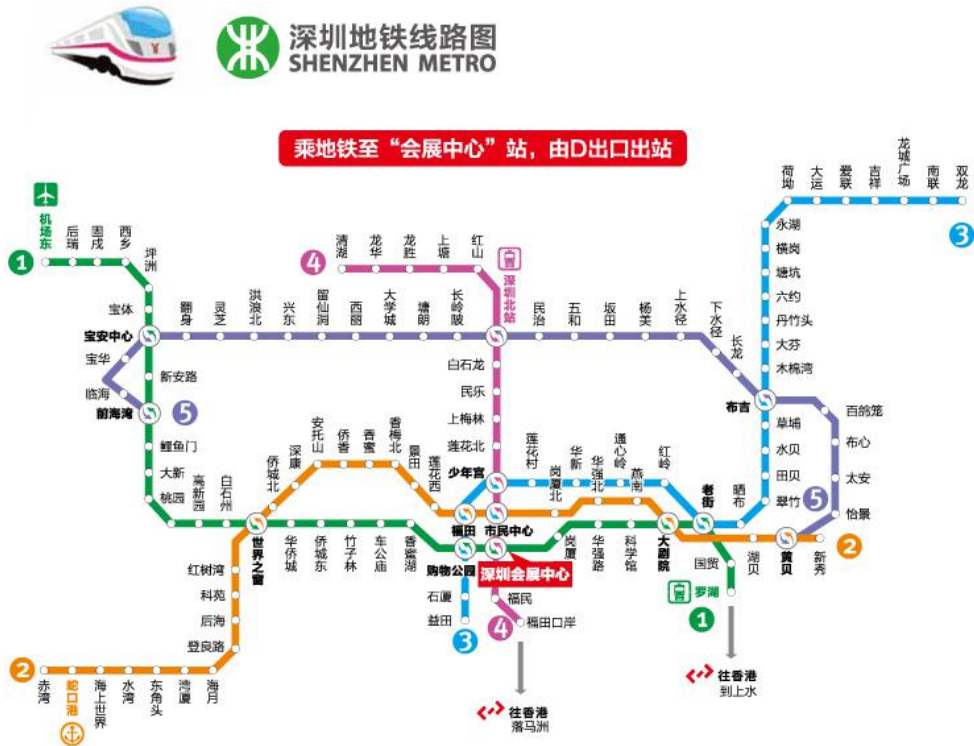 深圳地铁线路图
SHENZHEN METRO
乘地铁至“会展中心”站，由D出口出站
机场东
后瑞
固戍
西乡
坪洲
1
宝体
宝安中心
宝华
临海
前海湾
5
新安路
鲤鱼门
大新
桃园
高新园
白石州
翻身
灵芝
洪浪北
兴东
留仙洞
西丽
大学城
塘朗
长岭陂
4
清湖
龙华
龙胜
上塘
红山
深圳北站
民治
五和
坂田
杨美
上水径
下水径
长龙
布吉
荷坳
大运
爱联
吉祥
龙城广场
南联
双龙
3
永湖
横岗
塘坑
六约
丹竹头
大芬
木棉湾
百鸽笼
布心
太安
怡景
5
草埔
水贝
田贝
翠竹
晒布
白石龙
民乐
上梅林
莲花北
少年宫
侨城北
深康
安托山
侨香
香蜜
香梅北
景田
莲花西
福田
市民中心
莲花村
华新
通心岭
红岭
老街
岗厦北
华强北
燕南
大剧院
湖贝
黄贝
新秀
2
世界之窗
华侨城
侨城东
竹子林
车公庙
香蜜湖
购物公园
深圳会展中心
岗厦
华强路
科学馆
国贸
罗湖
1
红树湾
科苑
后海
登良路
石厦
益田
3
福民
4
福田口岸
2
赤湾
蛇口港
海上世界
水湾
东角头
湾厦
海月
往香港
落马洲
往香港
到上水